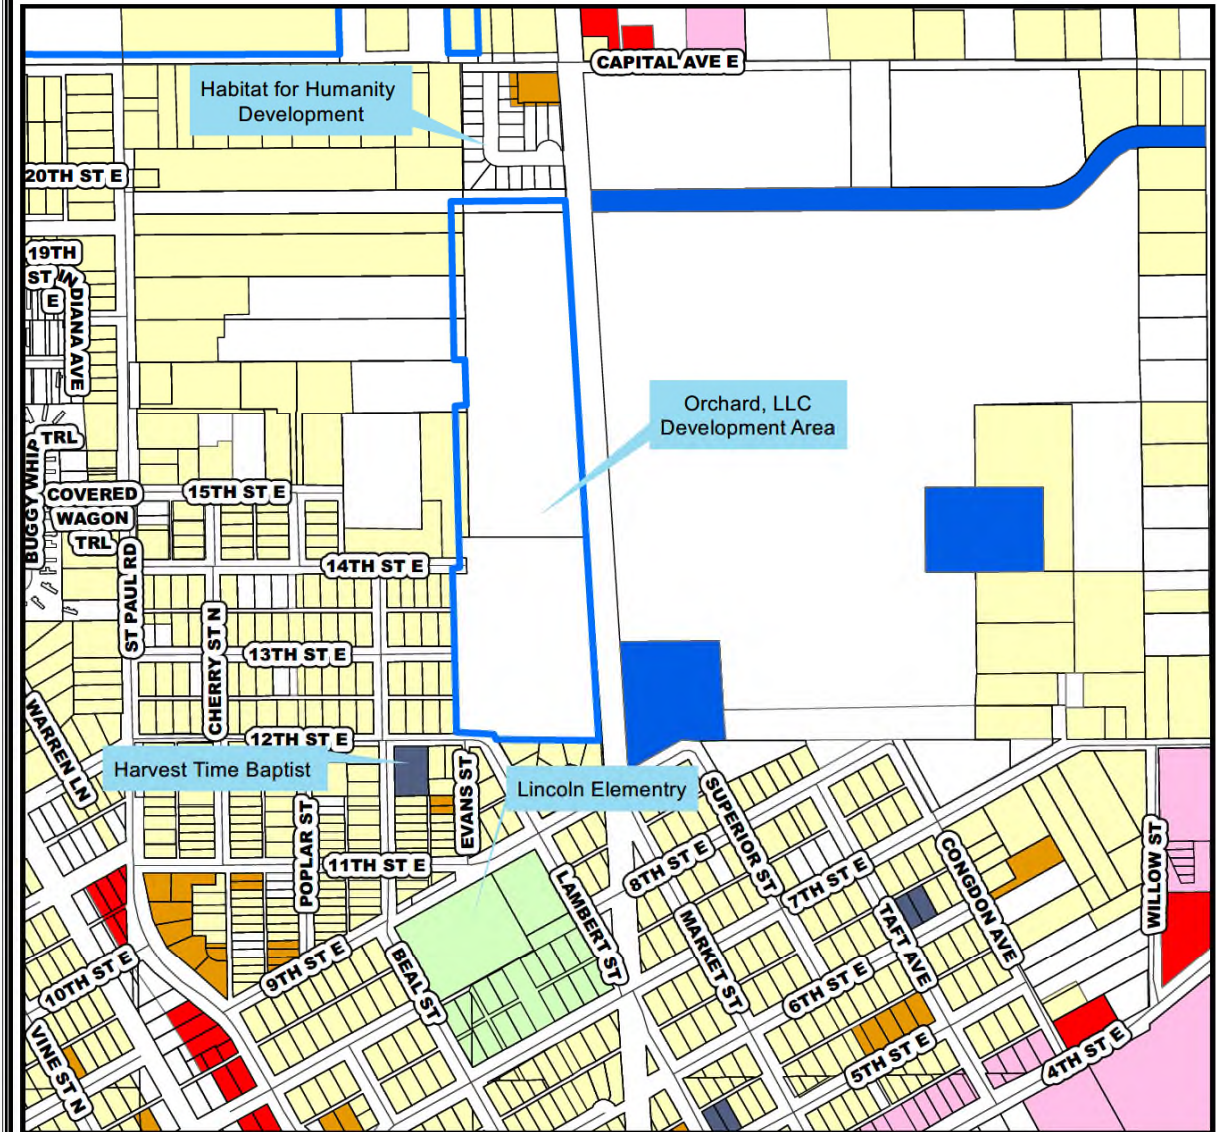 CAPITAL AVE E
Habitat for Humanity
Development
20TH ST E
19TH
ST
E
INDIANA AVE
Orchard, LLC
Development Area
TRL
BUGGY WHIP
COVERED
WAGON
TRL
15TH ST E
14TH ST E
ST PAUL RD
CHERRY ST N
13TH ST E
WARREN LN
12TH ST E
Harvest Time Baptist
EVANS ST
Lincoln Elementry
SUPERIOR ST
POPLAR ST
11TH ST E
8TH ST E
7TH ST E
CONGDON AVE
WILLOW ST
LAMBERT ST
MARKET ST
TAFT AVE
10TH ST E
9TH ST E
BEAL ST
6TH ST E
VINE ST N
5TH ST E
4TH ST E